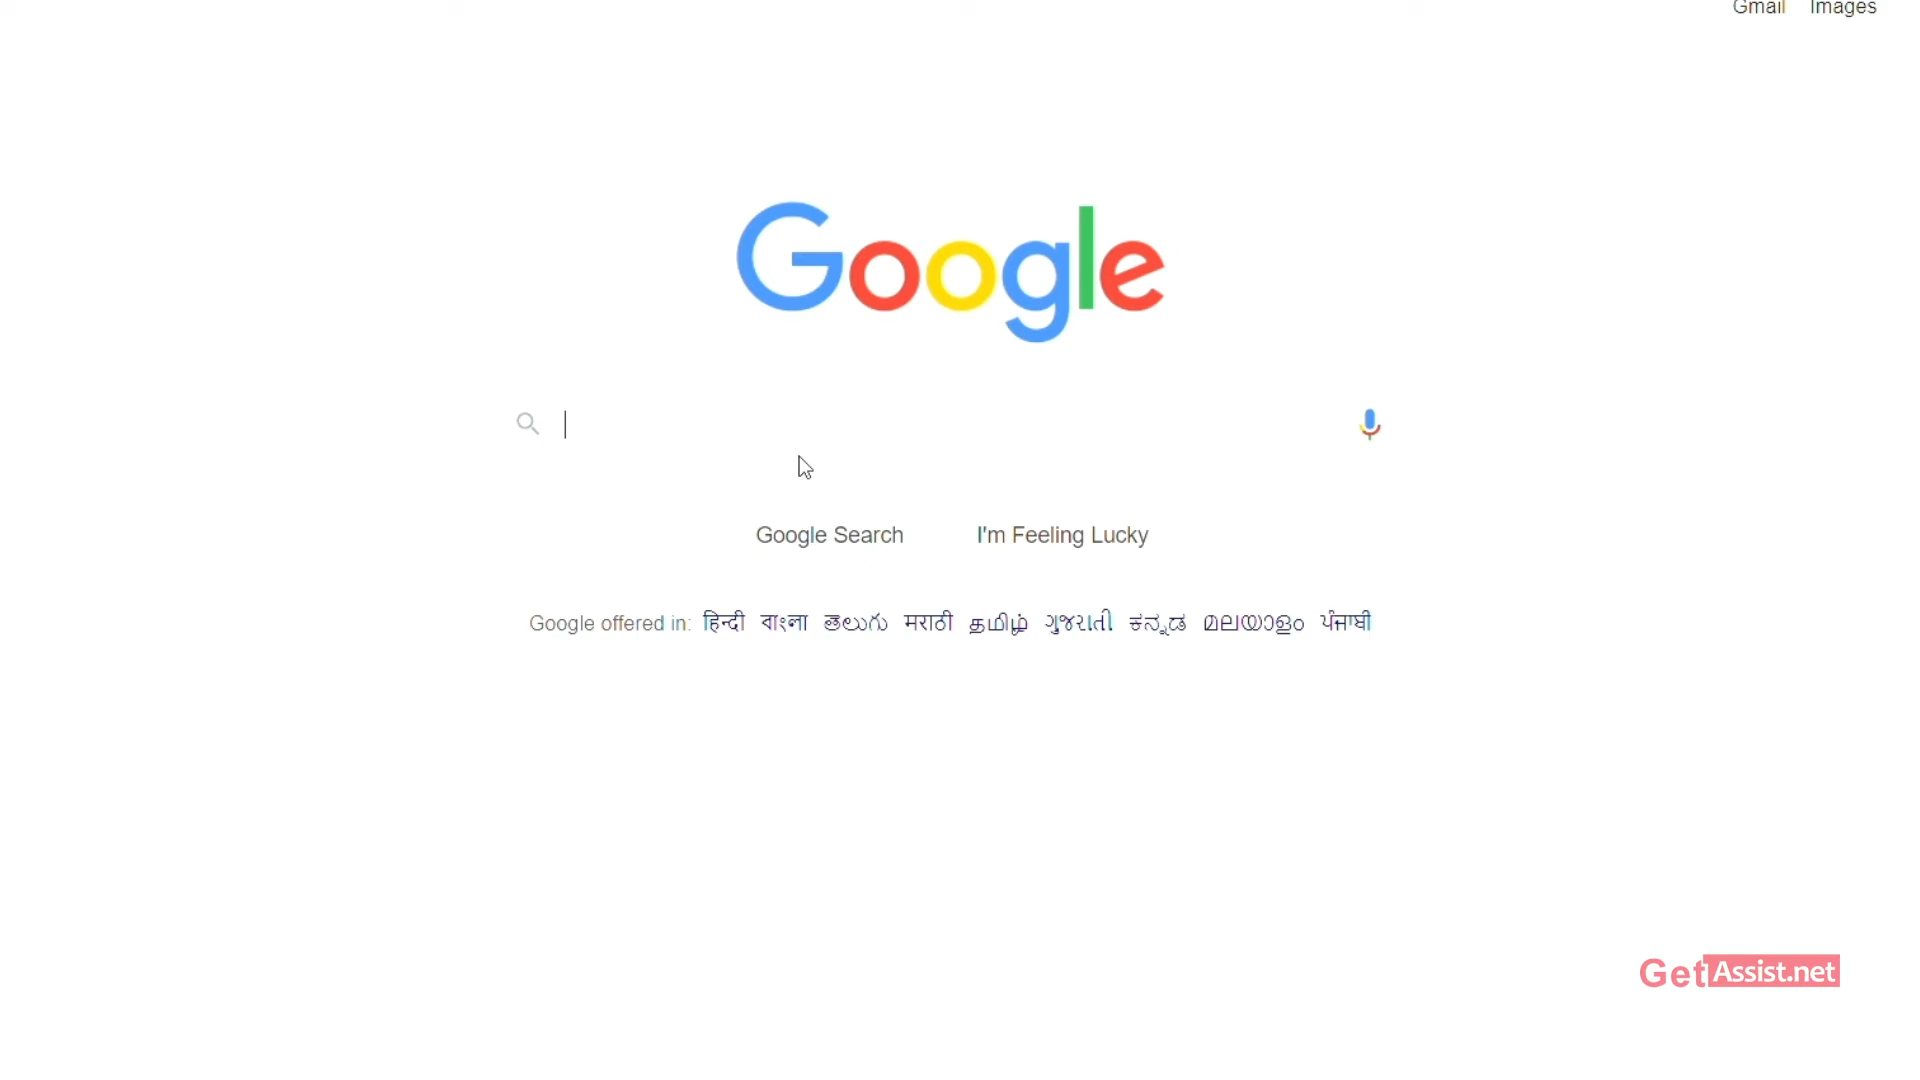 Gmail Images
Google
Google Search I'm Feeling Lucky
Google offered in: हिन्दी বাংলা తెలుగు मराठी தமிழ் ગુજરાતી ಕನ್ನಡ മലയാളം ਪੰਜਾਬੀ
GetAssist.net